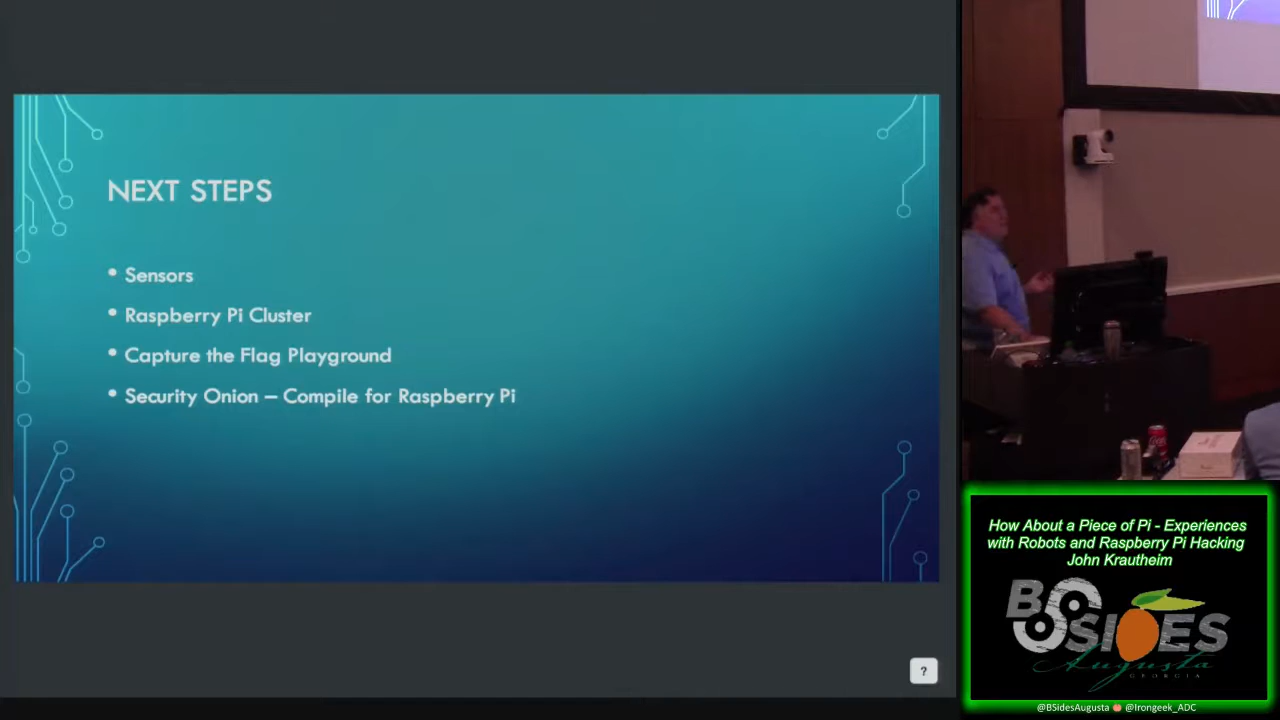 NEXT STEPS
• Sensors
• Raspberry Pi Cluster
• Capture the Flag Playground
• Security Onion – Compile for Raspberry Pi
?
How About a Piece of Pi - Experiences
with Robots and Raspberry Pi Hacking
John Krautheim
BSIDES
Augusta
GEORGIA
@BSidesAugusta @Irongeek_ADC